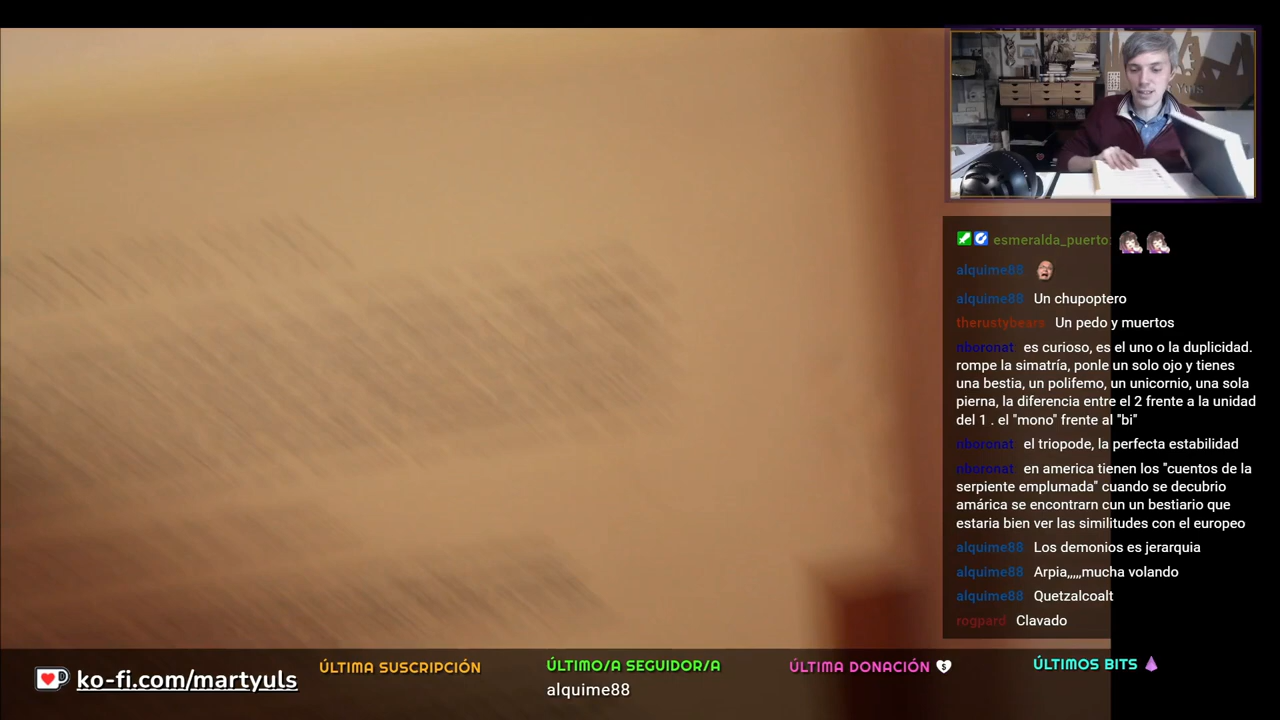 esmeralda_puerto:
alquime88
alquime88 Un chupoptero
therustybears Un pedo y muertos
nboronat es curioso, es el uno o la duplicidad.
rompe la simatría, ponle un solo ojo y tienes
una bestia, un polifemo, un unicornio, una sola
pierna, la diferencia entre el 2 frente a la unidad
del 1 . el "mono" frente al "bi"
nboronat el triopode, la perfecta estabilidad
nboronat en america tienen los "cuentos de la
serpiente emplumada" cuando se decubrio
amárica se encontrarn cun un bestiario que
estaria bien ver las similitudes con el europeo
alquime88 Los demonios es jerarquia
alquime88 Arpia,,,,,mucha volando
alquime88 Quetzalcoalt
rogpard Clavado
ko-fi.com/martyuls
ÚLTIMA SUSCRIPCIÓN
ÚLTIMO/A SEGUIDOR/A
alquime88
ÚLTIMA DONACIÓN
ÚLTIMOS BITS